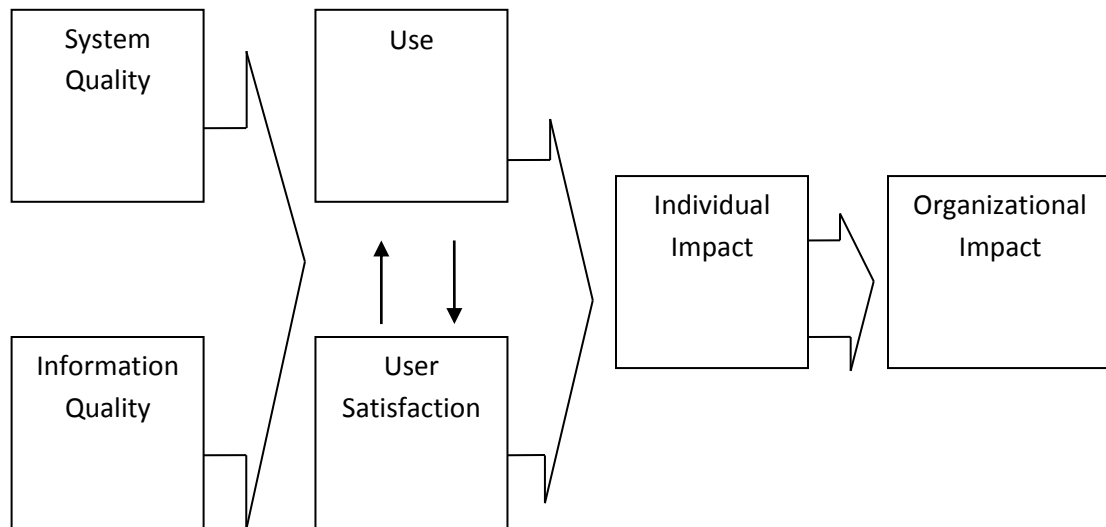 System
Quality
Use
Individual
Impact
Organizational
Impact
Information
Quality
User
Satisfaction